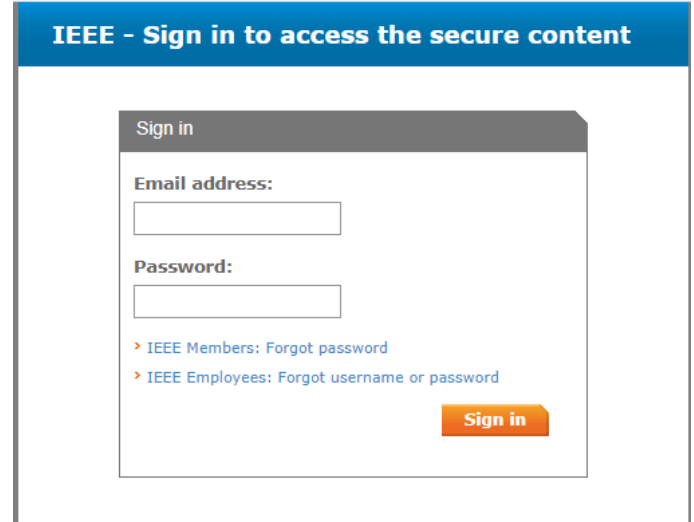 IEEE - Sign in to access the secure content
Sign in
Email address:
Password:
IEEE Members: Forgot password
IEEE Employees: Forgot username or password
Sign in